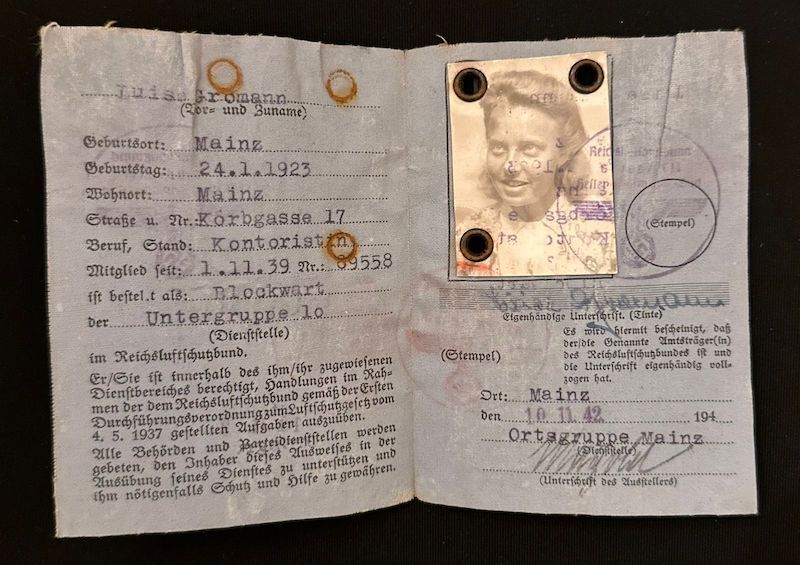 Luise Gromann
(Vor- und Zuname)
Geburtsort: Mainz
Geburtstag: 24.1.1923
Wohnort: Mainz
Straße u. Nr.: Korbgasse 17
Beruf, Stand: Kontoristin
Mitglied seit: 1.11.39 Nr.: 89558
ist bestel.t als: Blockwart
der Untergruppe 10
(Dienststelle)
im Reichsluftschutzbund.
Er/Sie ist innerhalb des ihm/ihr zugewiesenen
Dienstbereiches berechtigt, Handlungen im Rah-
men der dem Reichsluftschutzbund gemäß der Ersten
Durchführungsverordnung zum Luftschutzgesetz vom
4. 5. 1937 gestellten Aufgaben auszuüben.
Alle Behörden und Parteidienststellen werden
gebeten, den Inhaber dieses Ausweises in der
Ausübung seines Dienstes zu unterstützen und
ihm nötigenfalls Schutz und Hilfe zu gewähren.
(Stempel)
Gromann
Eigenhändige Unterschrift. (Tinte)
Es wird hiermit bescheinigt, daß
der/die Genannte Amtsträger(in)
des Reichsluftschutzbundes ist und
die Unterschrift eigenhändig voll-
zogen hat.
(Stempel)
Ort: Mainz
den 10 11 42 194
Ortsgruppe Mainz
(Dienststelle)
(Unterschrift des Ausstellers)